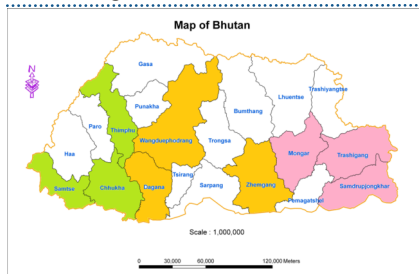 Map of Bhutan
N
Gasa
Trashiyangtse
Lhuentse
Punakha
Bumthang
Paro
Thimphu
Wangduephodrang
Trongsa
Haa
Mongar
Trashigang
Tsirang
Zhemgang
Samtse
Chhukha
Dagana
Sarpang
Samdrupjongkhar
Pemagatshel
Scale : 1,000,000
0 30,000 60,000 120,000 Meters